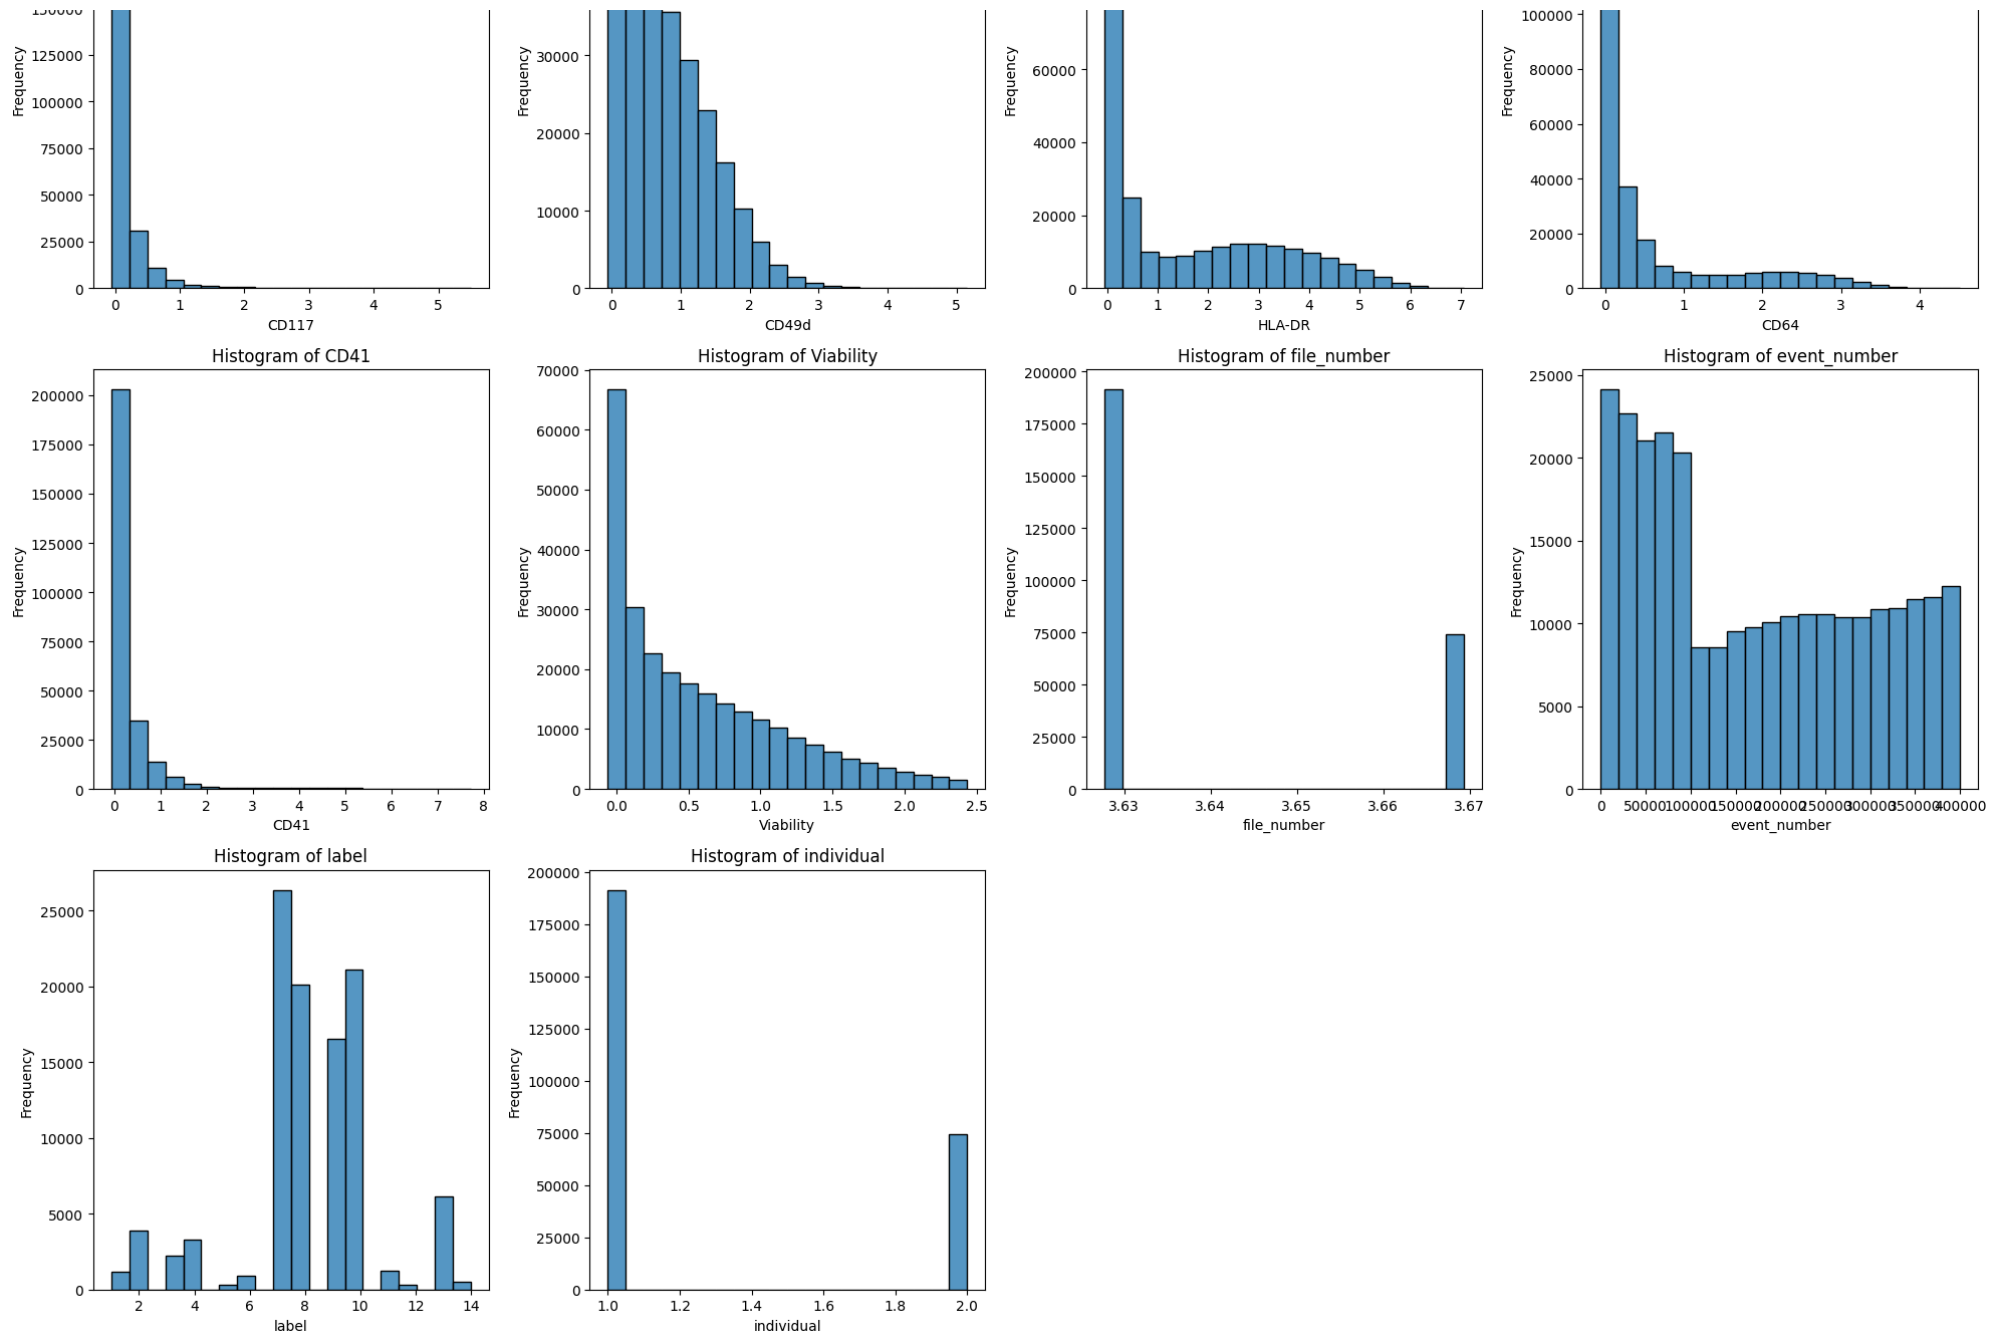 150000
125000
100000
75000
50000
25000
0
Frequency
0 1 2 3 4 5
CD117
30000
20000
10000
0
Frequency
0 1 2 3 4 5
CD49d
60000
40000
20000
0
Frequency
0 1 2 3 4 5 6 7
HLA-DR
100000
80000
60000
40000
20000
0
Frequency
0 1 2 3 4
CD64
Histogram of CD41
200000
175000
150000
125000
100000
75000
50000
25000
0
Frequency
0 1 2 3 4 5 6 7 8
CD41
Histogram of Viability
70000
60000
50000
40000
30000
20000
10000
0
Frequency
0.0 0.5 1.0 1.5 2.0 2.5
Viability
Histogram of file_number
200000
175000
150000
125000
100000
75000
50000
25000
0
Frequency
3.63 3.64 3.65 3.66 3.67
file_number
Histogram of event_number
25000
20000
15000
10000
5000
0
Frequency
0 50000 100000 150000 200000 250000 300000 350000 400000
event_number
Histogram of label
25000
20000
15000
10000
5000
0
Frequency
2 4 6 8 10 12 14
label
Histogram of individual
200000
175000
150000
125000
100000
75000
50000
25000
0
Frequency
1.0 1.2 1.4 1.6 1.8 2.0
individual